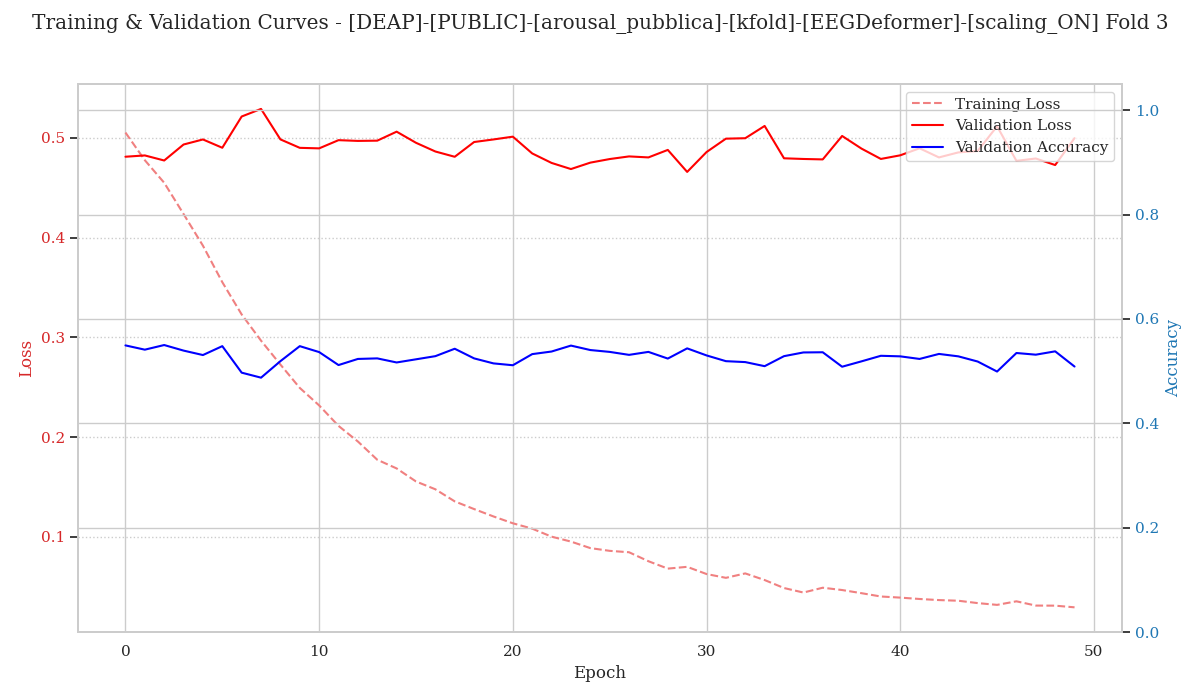 Training & Validation Curves - [DEAP]-[PUBLIC]-[arousal_pubblica]-[kfold]-[EEGDeformer]-[scaling_ON] Fold 3
Training Loss
Validation Loss
Validation Accuracy
0.5
0.4
0.3
0.2
0.1
Loss
1.0
0.8
0.6
0.4
0.2
0.0
Accuracy
0 10 20 30 40 50
Epoch